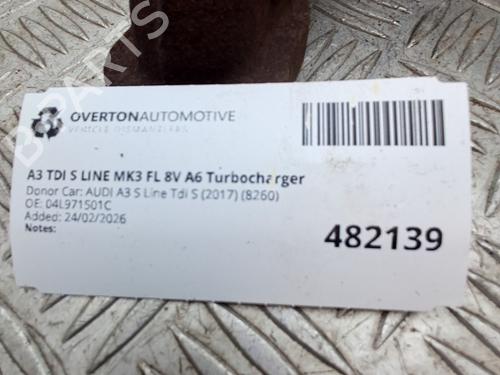 B-PARTS
OVERTONAUTOMOTIVE
VEHICLE DISMANTLERS
A3 TDI S LINE MK3 FL 8V A6 Turbocharger
Donor Car: AUDI A3 S Line Tdi S (2017) (8260)
OE: 04L971501C
Added: 24/02/2026
Notes:
482139